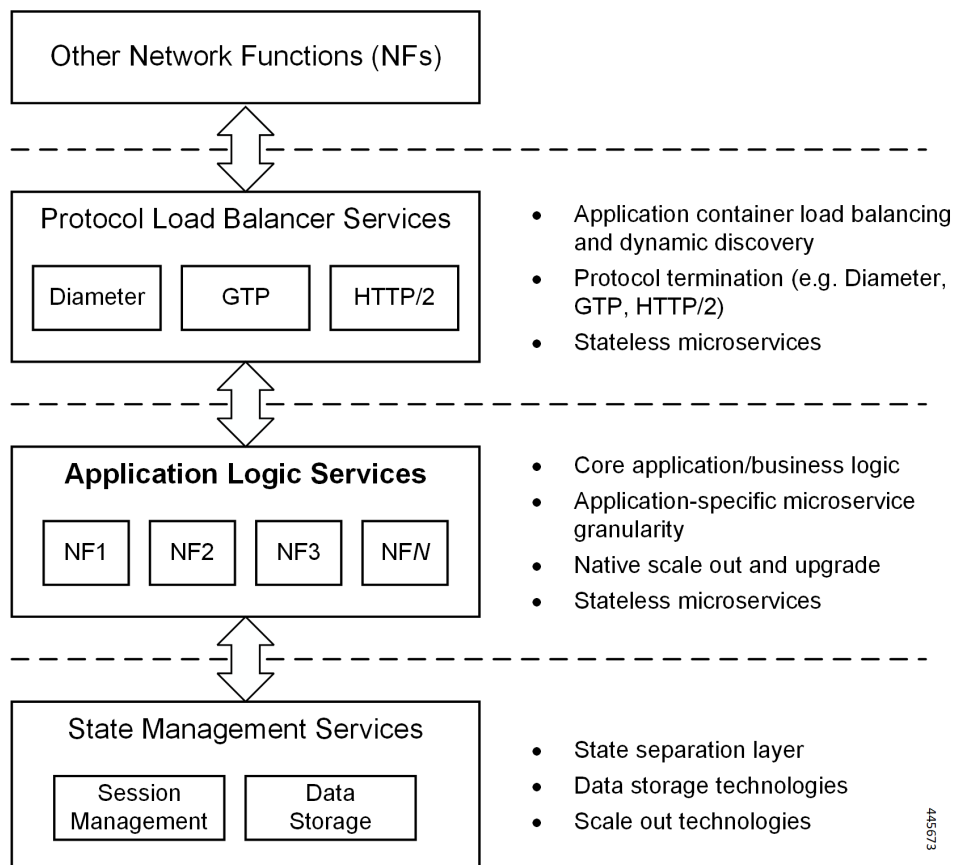 Other Network Functions (NFs)
Protocol Load Balancer Services
Diameter
GTP
HTTP/2
• Application container load balancing
and dynamic discovery
• Protocol termination (e.g. Diameter,
GTP, HTTP/2)
• Stateless microservices
Application Logic Services
NF1
NF2
NF3
NFN
• Core application/business logic
• Application-specific microservice
granularity
• Native scale out and upgrade
• Stateless microservices
State Management Services
Session
Management
Data
Storage
• State separation layer
• Data storage technologies
• Scale out technologies
445673